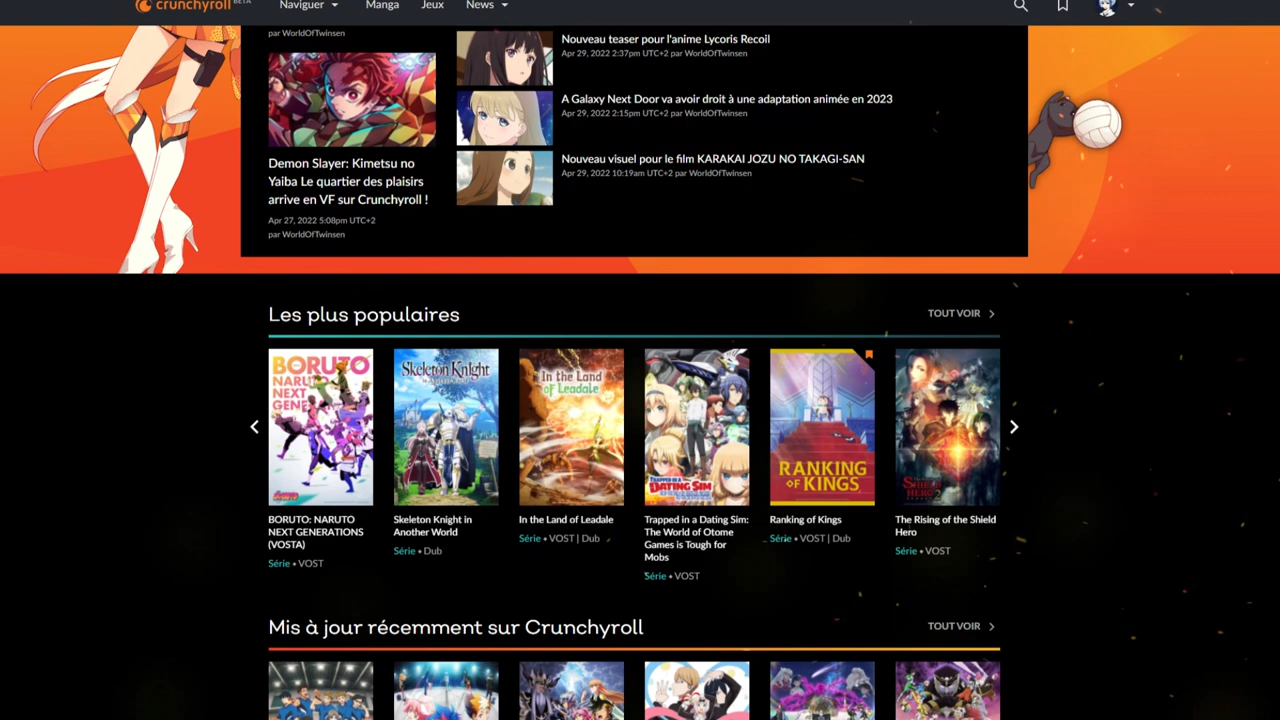 crunchyroll BETA
Naviguer
Manga
Jeux
News
par WorldOfTwinsen
Demon Slayer: Kimetsu no
Yaiba Le quartier des plaisirs
arrive en VF sur Crunchyroll !
Apr 27, 2022 5:08pm UTC+2
par WorldOfTwinsen
Nouveau teaser pour l'anime Lycoris Recoil
Apr 29, 2022 2:37pm UTC+2 par WorldOfTwinsen
A Galaxy Next Door va avoir droit à une adaptation animée en 2023
Apr 29, 2022 2:15pm UTC+2 par WorldOfTwinsen
Nouveau visuel pour le film KARAKAI JOZU NO TAKAGI-SAN
Apr 29, 2022 10:19am UTC+2 par WorldOfTwinsen
Les plus populaires
TOUT VOIR
BORUTO
NARUTO
NEXT
GENE
Skeleton Knight
In the Land
of Leadale
TRAPPED IN A
DATING SIM
RANKING
OF KINGS
SHIELD
HERO 2
BORUTO: NARUTO
NEXT GENERATIONS
(VOSTA)
Série • VOST
Skeleton Knight in
Another World
Série • Dub
In the Land of Leadale
Série • VOST | Dub
Trapped in a Dating Sim:
The World of Otome
Games is Tough for
Mobs
Série • VOST
Ranking of Kings
Série • VOST | Dub
The Rising of the Shield
Hero
Série • VOST
Mis à jour récemment sur Crunchyroll
TOUT VOIR